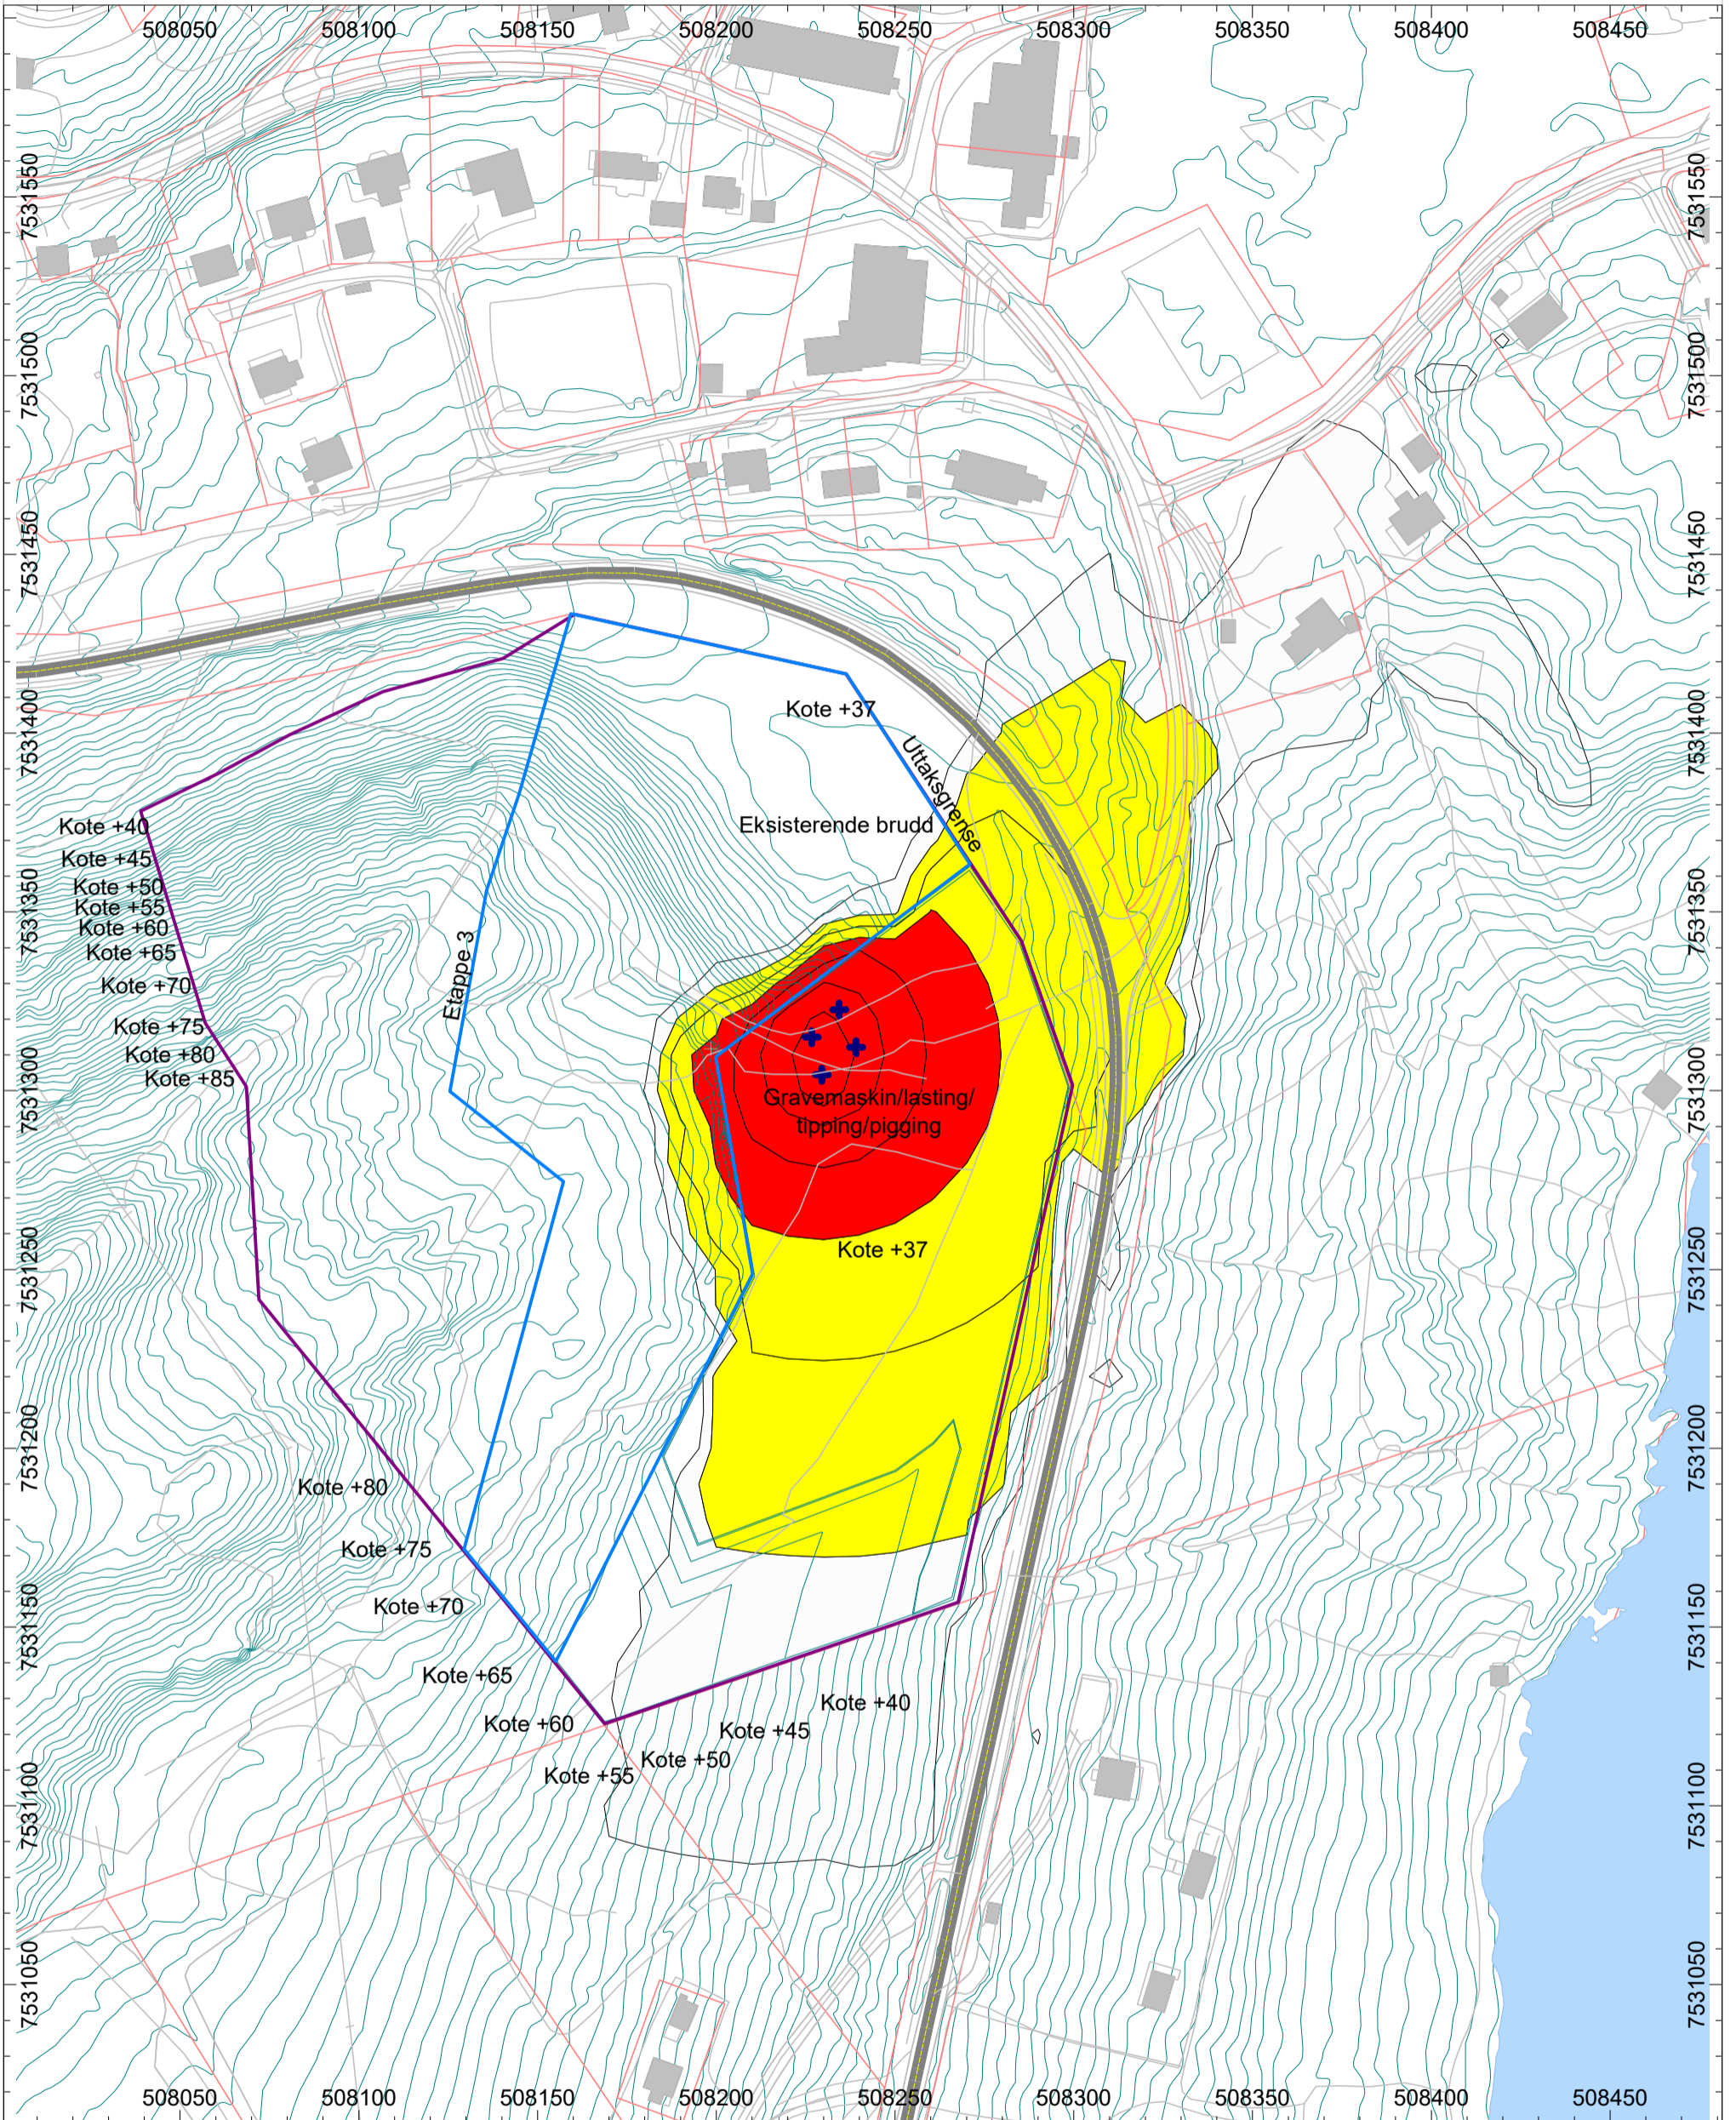 508050 508100 508150 508200 508250 508300 508350 508400 508450
7531550 7531550
7531500 7531500
7531450 7531450
Kote +37
7531400 7531400
Uttaksgrense
Eksisterende brudd
Kote +40
Kote +45
Kote +50
7531350 7531350
Kote +55
Kote +60
Kote +65
Etappe 3
Kote +70
Kote +75
Kote +80
7531300 7531300
Kote +85
Gravemaskin/lasting/
tipping/pigging
Kote +37
7531250 7531250
7531200 7531200
Kote +80
Kote +75
Kote +70
7531150 7531150
Kote +65
Kote +40
Kote +60
Kote +45
Kote +50
Kote +55
7531100 7531100
7531050 7531050
508050 508100 508150 508200 508250 508300 508350 508400 508450